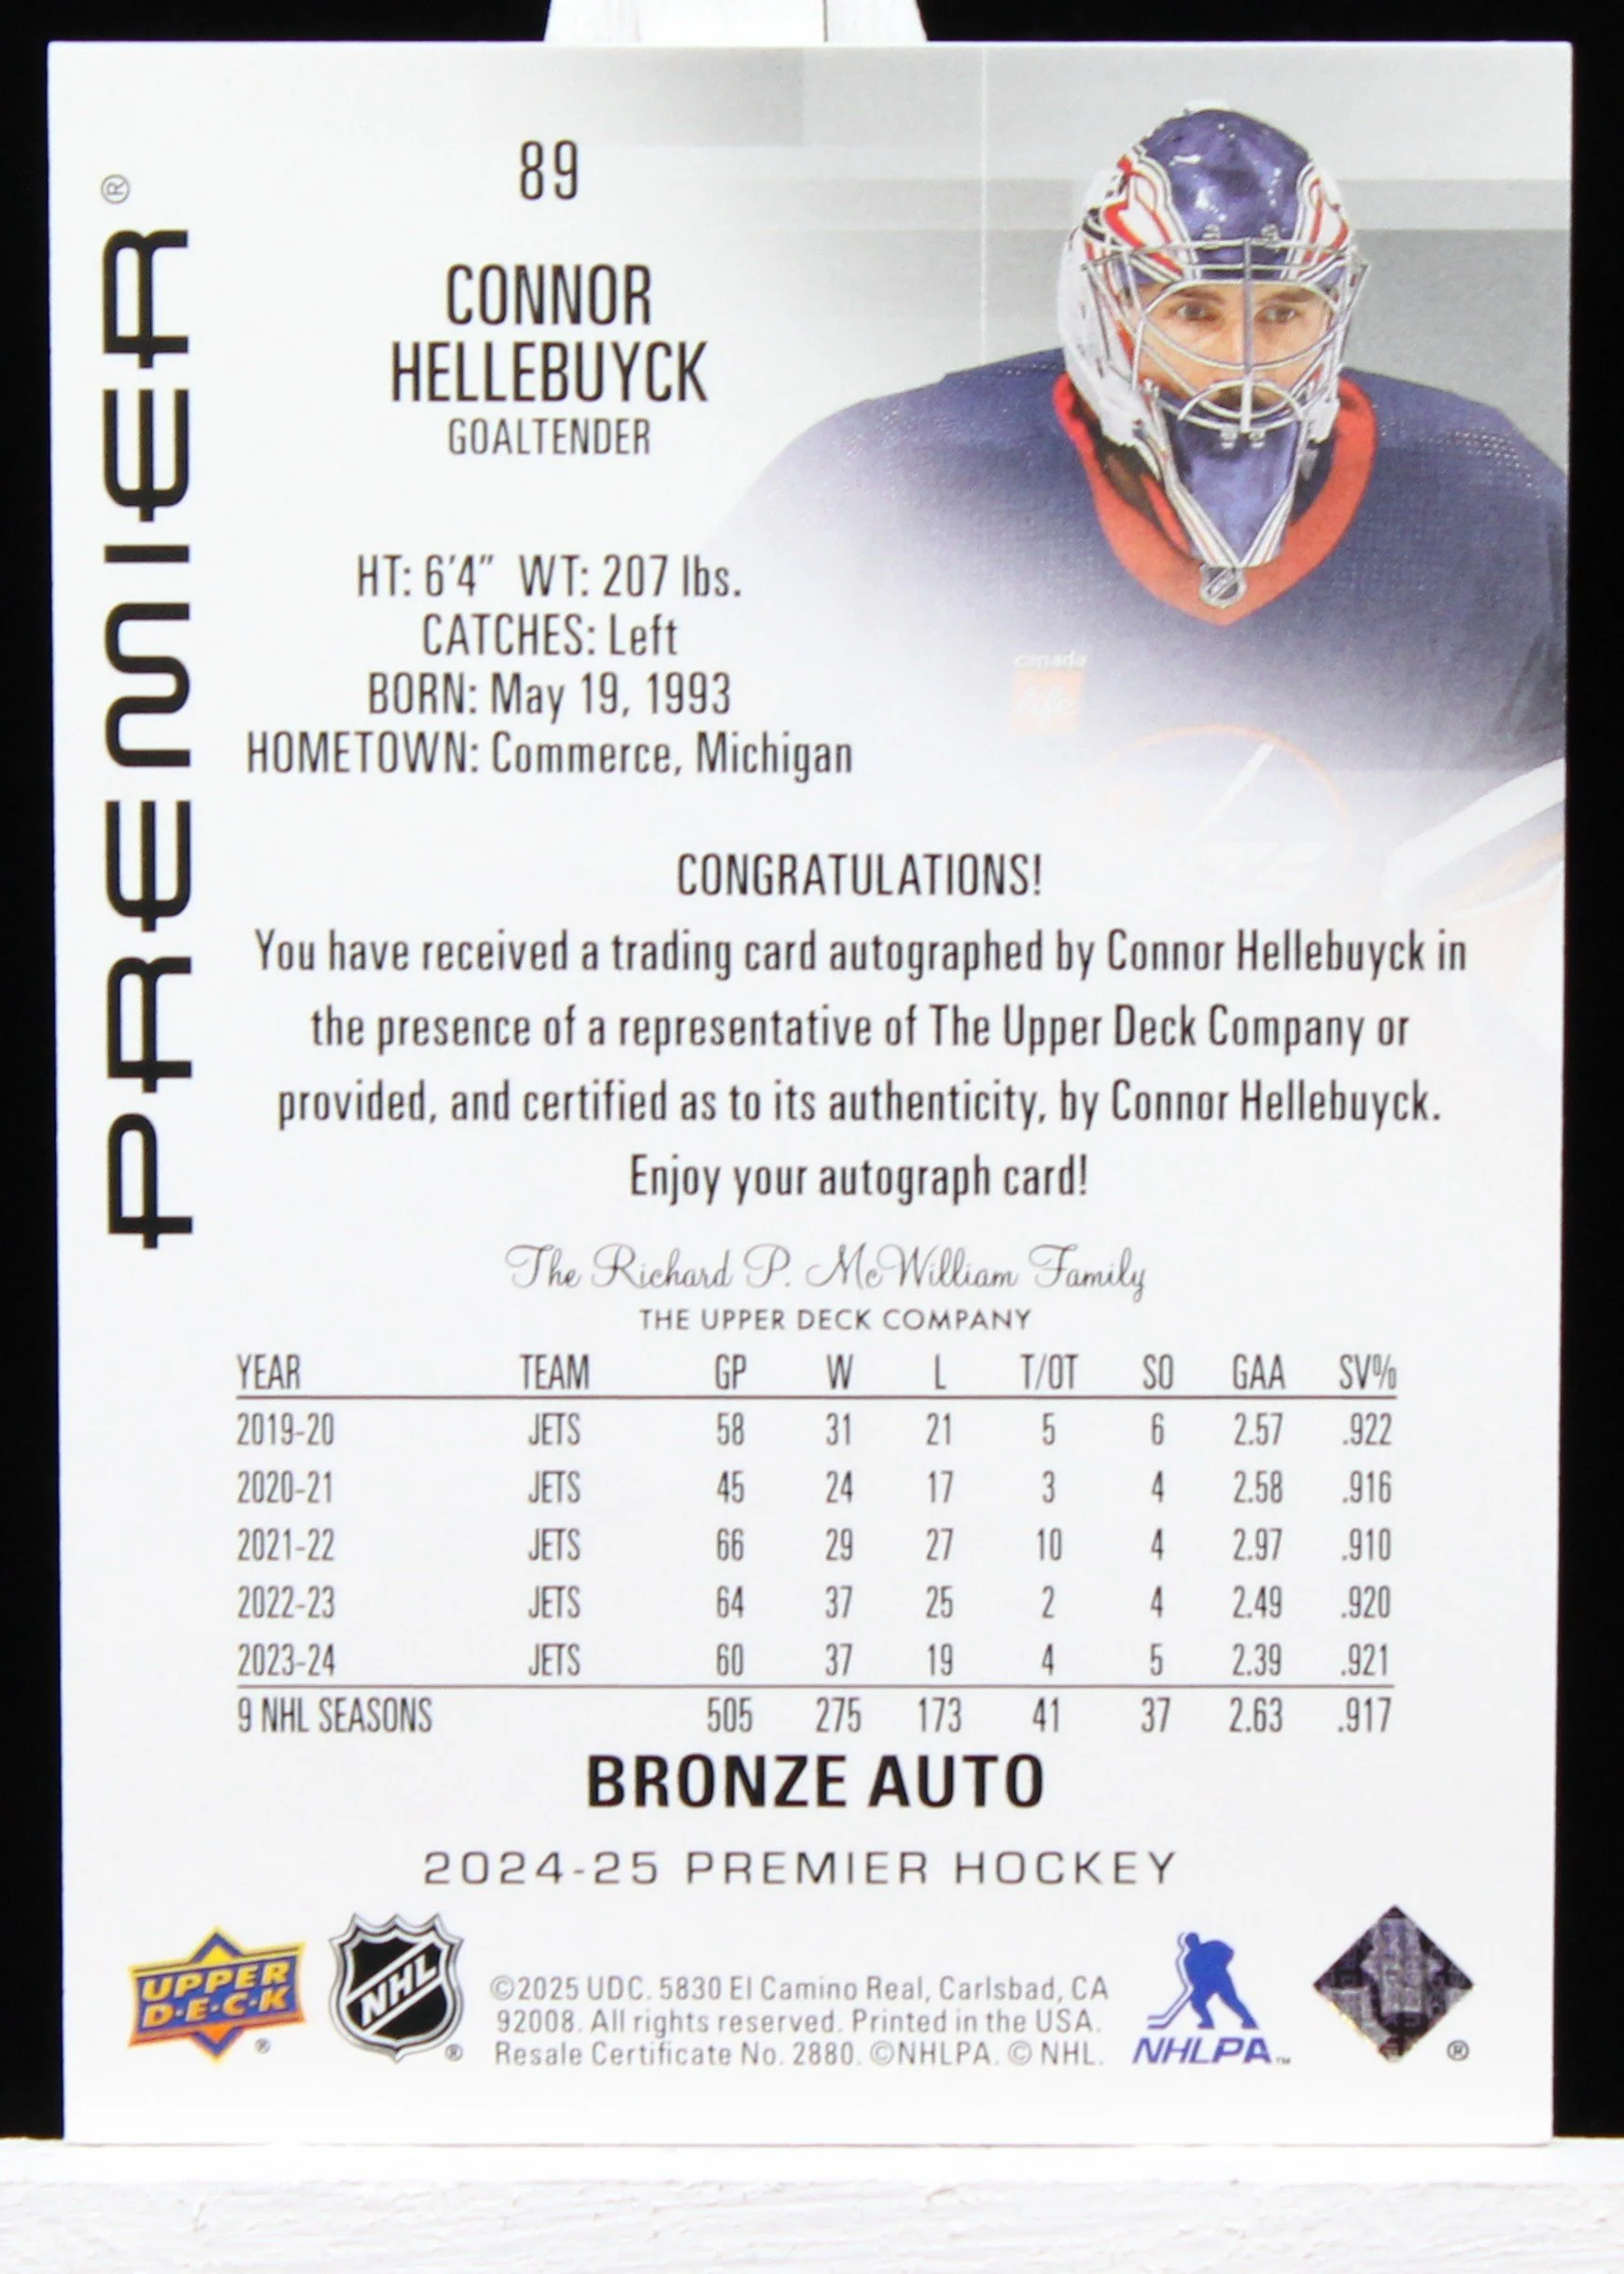 PREMIER®
89
CONNOR
HELLEBUYCK
GOALTENDER
HT: 6'4" WT: 207 lbs.
CATCHES: Left
BORN: May 19, 1993
HOMETOWN: Commerce, Michigan
canada
life
CONGRATULATIONS!
You have received a trading card autographed by Connor Hellebuyck in
the presence of a representative of The Upper Deck Company or
provided, and certified as to its authenticity, by Connor Hellebuyck.
Enjoy your autograph card!
The Richard P. McWilliam Family
THE UPPER DECK COMPANY
YEAR TEAM GP W L T/OT SO GAA SV%
2019-20 JETS 58 31 21 5 6 2.57 .922
2020-21 JETS 45 24 17 3 4 2.58 .916
2021-22 JETS 66 29 27 10 4 2.97 .910
2022-23 JETS 64 37 25 2 4 2.49 .920
2023-24 JETS 60 37 19 4 5 2.39 .921
9 NHL SEASONS 505 275 173 41 37 2.63 .917
BRONZE AUTO
2024-25 PREMIER HOCKEY
UPPER
D·E·C·K
®
NHL
®
©2025 UDC. 5830 El Camino Real, Carlsbad, CA
92008. All rights reserved. Printed in the USA.
Resale Certificate No. 2880. ©NHLPA. © NHL.
NHLPA™
®